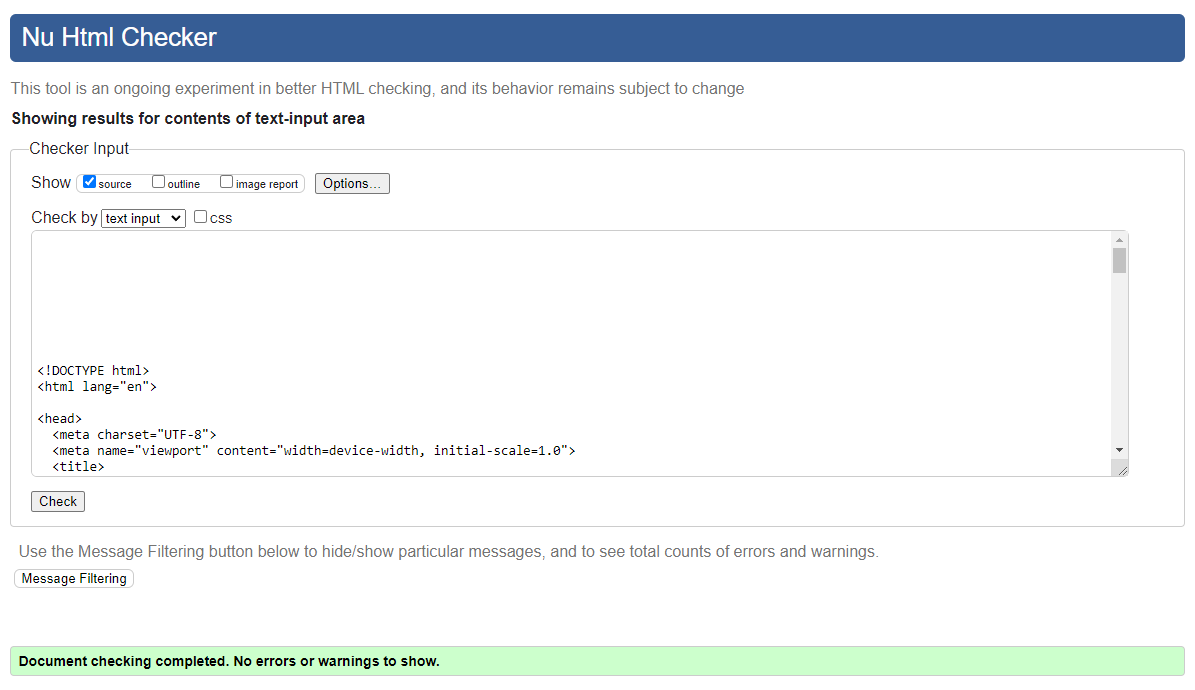 Nu Html Checker
This tool is an ongoing experiment in better HTML checking, and its behavior remains subject to change
Showing results for contents of text-input area
Checker Input
Show source outline image report Options...
Check by text input css
<!DOCTYPE html>
<html lang="en">
<head>
<meta charset="UTF-8">
<meta name="viewport" content="width=device-width, initial-scale=1.0">
<title>
Check
Use the Message Filtering button below to hide/show particular messages, and to see total counts of errors and warnings.
Message Filtering
Document checking completed. No errors or warnings to show.